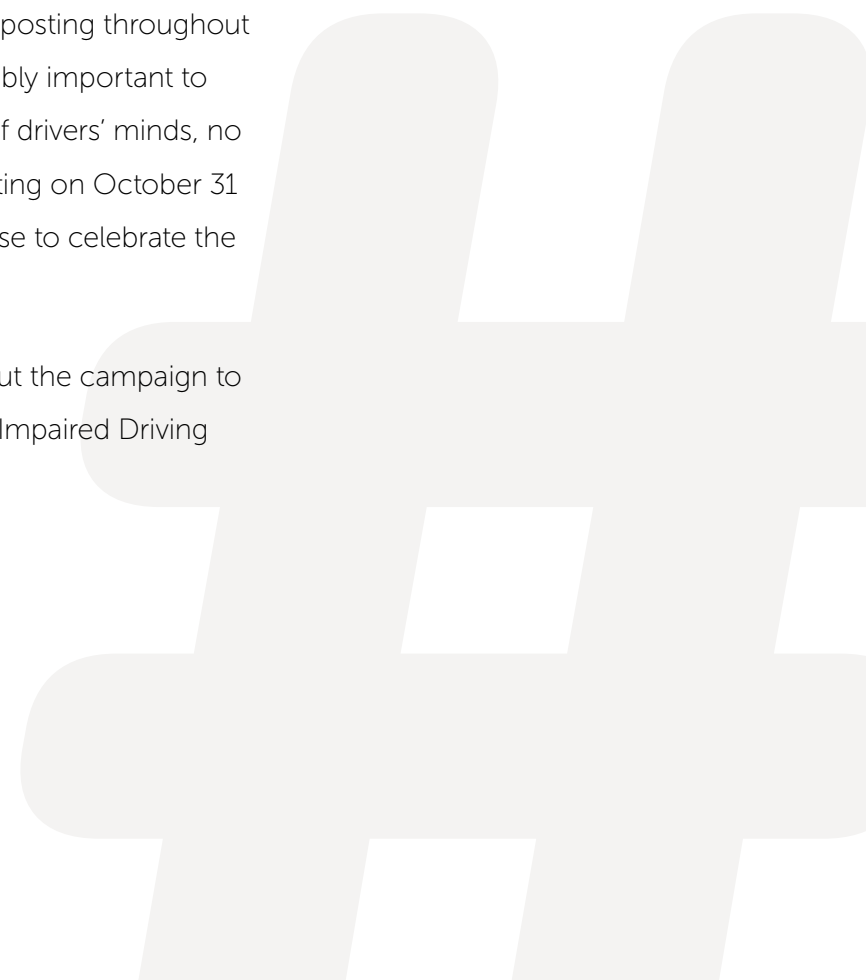 posting throughout
bly important to
f drivers’ minds, no
ting on October 31
se to celebrate the
ut the campaign to
Impaired Driving